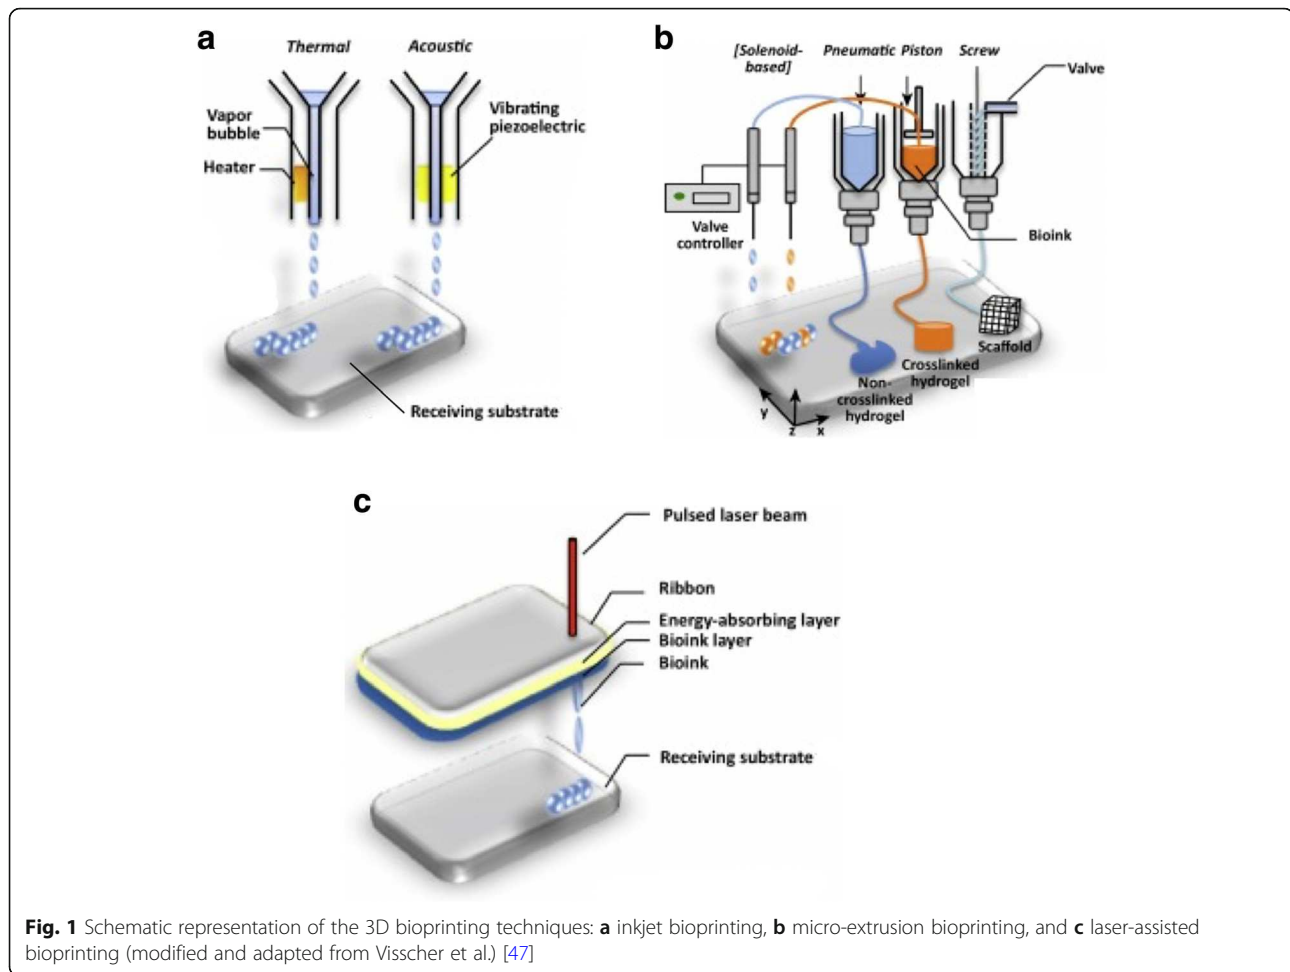 a
Thermal
Acoustic
Vapor
bubble
Heater
Vibrating
piezoelectric
Receiving substrate
b
[Solenoid-
based]
Pneumatic
Piston
Screw
Valve
Valve
controller
Bioink
Scaffold
Crosslinked
hydrogel
Non-
crosslinked
hydrogel
y
z
x
c
Pulsed laser beam
Ribbon
Energy-absorbing layer
Bioink layer
Bioink
Receiving substrate
Fig. 1 Schematic representation of the 3D bioprinting techniques: a inkjet bioprinting, b micro-extrusion bioprinting, and c laser-assisted
bioprinting (modified and adapted from Visscher et al.) [47]